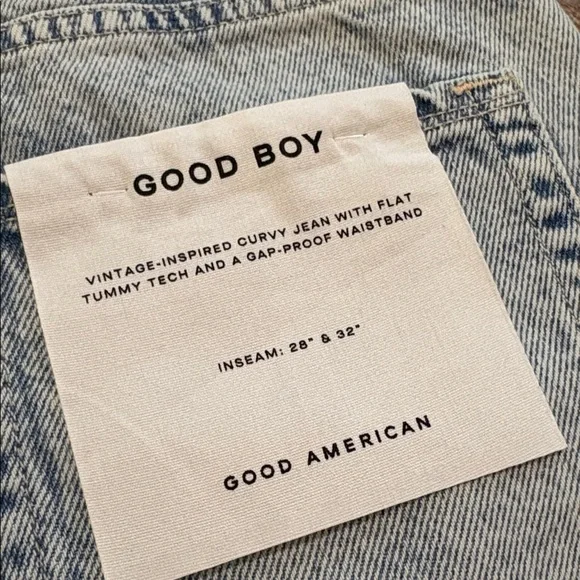 GOOD BOY
VINTAGE-INSPIRED CURVY JEAN WITH FLAT
TUMMY TECH AND A GAP-PROOF WAISTBAND
INSEAM: 28" & 32"
GOOD AMERICAN